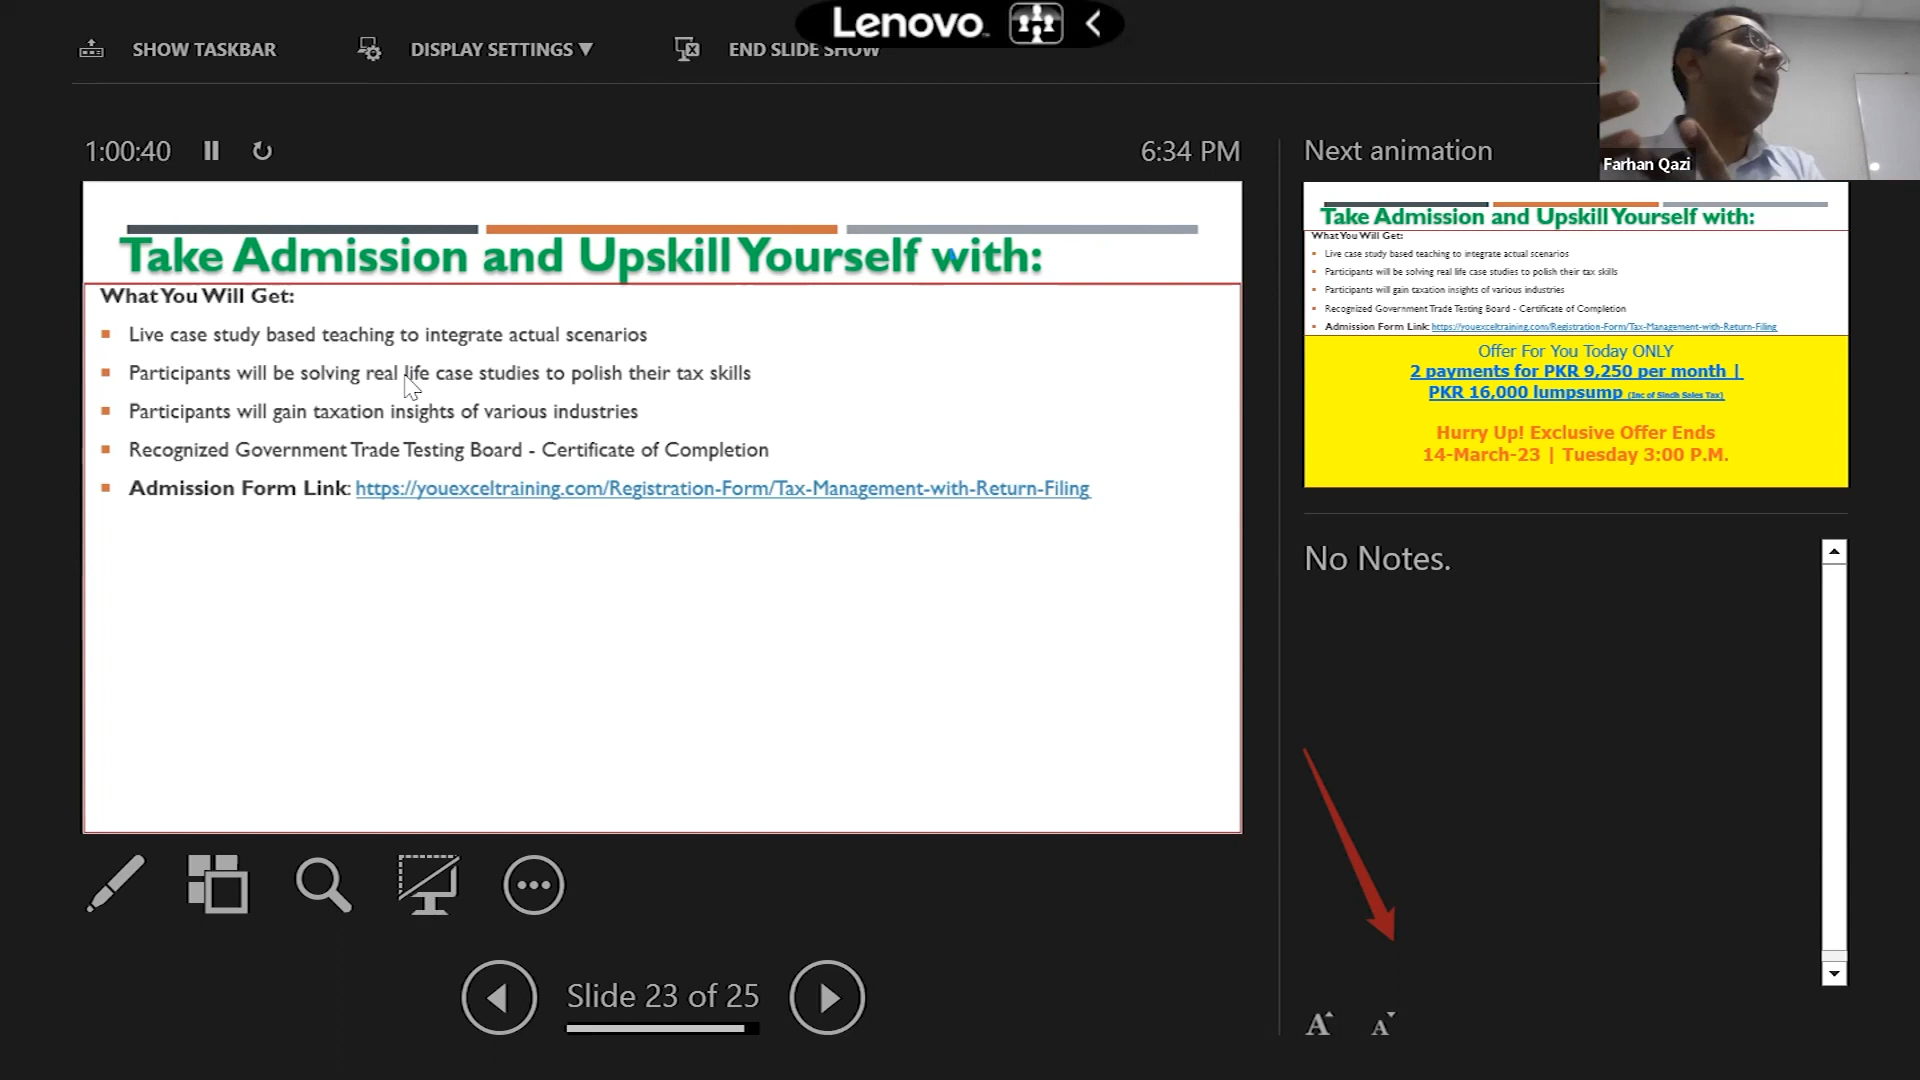 Lenovo
SHOW TASKBAR
DISPLAY SETTINGS ▼
END SLIDE SHOW
1:00:40
6:34 PM
Next animation
Farhan Qazi
Take Admission and Upskill Yourself with:
What You Will Get:
Live case study based teaching to integrate actual scenarios
Participants will be solving real life case studies to polish their tax skills
Participants will gain taxation insights of various industries
Recognized Government Trade Testing Board - Certificate of Completion
Admission Form Link: https://youexceltraining.com/Registration-Form/Tax-Management-with-Return-Filing
Take Admission and Upskill Yourself with:
What You Will Get:
Live case study based teaching to integrate actual scenarios
Participants will be solving real life case studies to polish their tax skills
Participants will gain taxation insights of various industries
Recognized Government Trade Testing Board - Certificate of Completion
Admission Form Link: https://youexceltraining.com/Registration-Form/Tax-Management-with-Return-Filing
Offer For You Today ONLY
2 payments for PKR 9,250 per month |
PKR 16,000 lumpsump (Inc of Sindh Sales Tax)
Hurry Up! Exclusive Offer Ends
14-March-23 | Tuesday 3:00 P.M.
No Notes.
Slide 23 of 25
A A